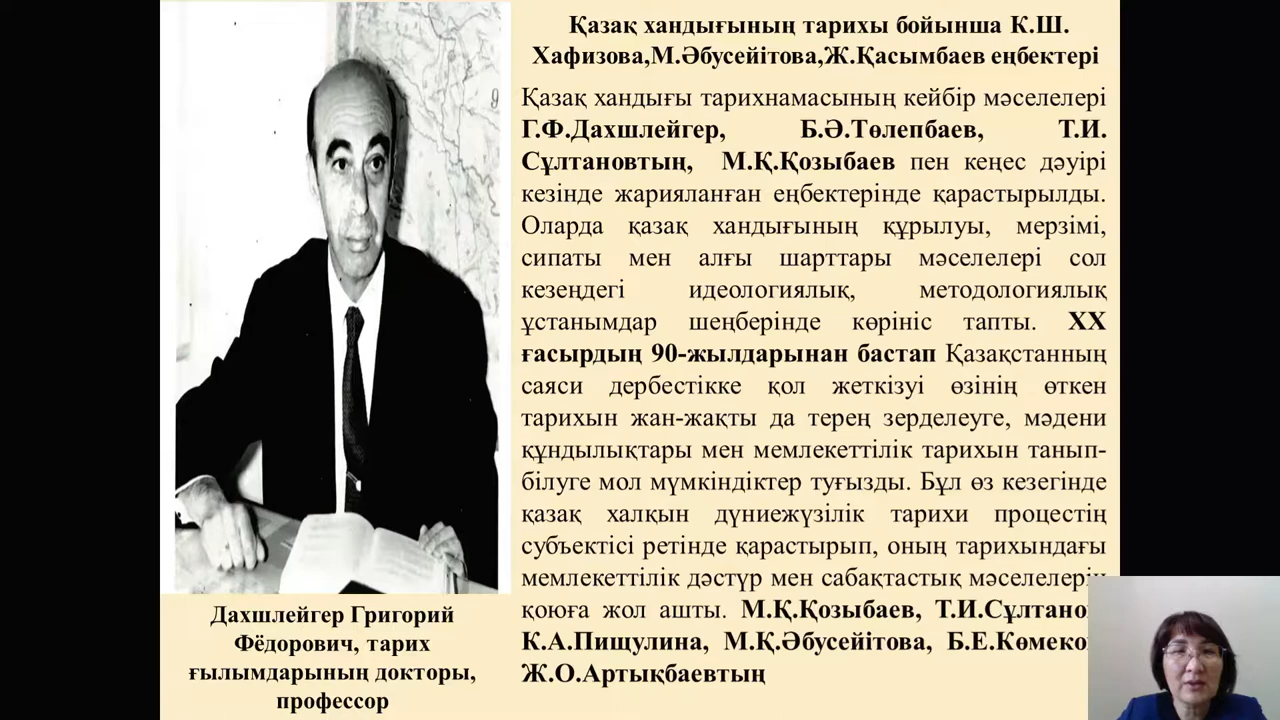 Қазақ хандығының тарихы бойынша К.Ш.
Хафизова,М.Әбусейітова,Ж.Қасымбаев еңбектері
Қазақ хандығы тарихнамасының кейбір мәселелері
Г.Ф.Дахшлейгер, Б.Ә.Төлепбаев, Т.И.
Сұлтановтың, М.Қ.Қозыбаев пен кеңес дәуірі
кезінде жарияланған еңбектерінде қарастырылды.
Оларда қазақ хандығының құрылуы, мерзімі,
сипаты мен алғы шарттары мәселелері сол
кезеңдегі идеологиялық, методологиялық
ұстанымдар шеңберінде көрініс тапты. ХХ
ғасырдың 90-жылдарынан бастап Қазақстанның
саяси дербестікке қол жеткізуі өзінің өткен
тарихын жан-жақты да терең зерделеуге, мәдени
құндылықтары мен мемлекеттілік тарихын танып-
білуге мол мүмкіндіктер туғызды. Бұл өз кезегінде
қазақ халқын дүниежүзілік тарихи процестің
субъектісі ретінде қарастырып, оның тарихындағы
мемлекеттілік дәстүр мен сабақтастық
қоюға жол ашты. М.Қ.Қозыбаев,
К.А.Пищулина, М.Қ.Әбусейітова,
Ж.О.Артықбаевтың
Дахшлейгер Григорий
Фёдорович, тарих
ғылымдарының докторы,
профессор
9